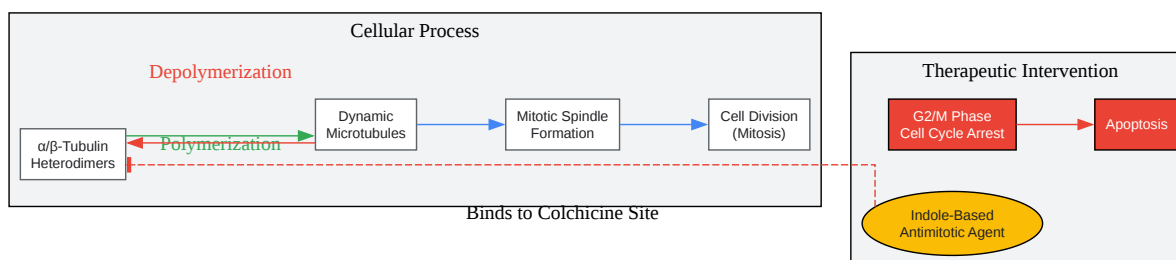 Cellular Process
Depolymerization
Polymerization
α/β-Tubulin
Heterodimers
Dynamic
Microtubules
Mitotic Spindle
Formation
Cell Division
(Mitosis)
Binds to Colchicine Site
Therapeutic Intervention
G2/M Phase
Cell Cycle Arrest
Apoptosis
Indole-Based
Antimitotic Agent